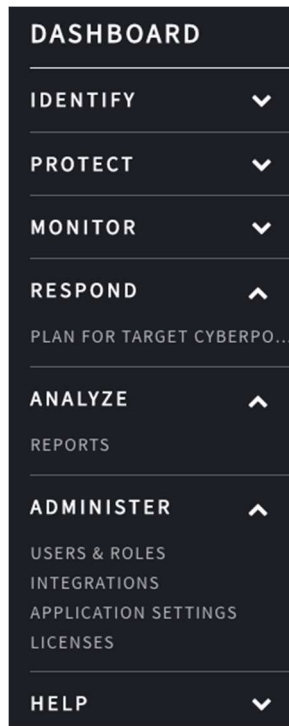 DASHBOARD
IDENTIFY
PROTECT
MONITOR
RESPOND
PLAN FOR TARGET CYBERPO...
ANALYZE
REPORTS
ADMINISTER
USERS & ROLES
INTEGRATIONS
APPLICATION SETTINGS
LICENSES
HELP